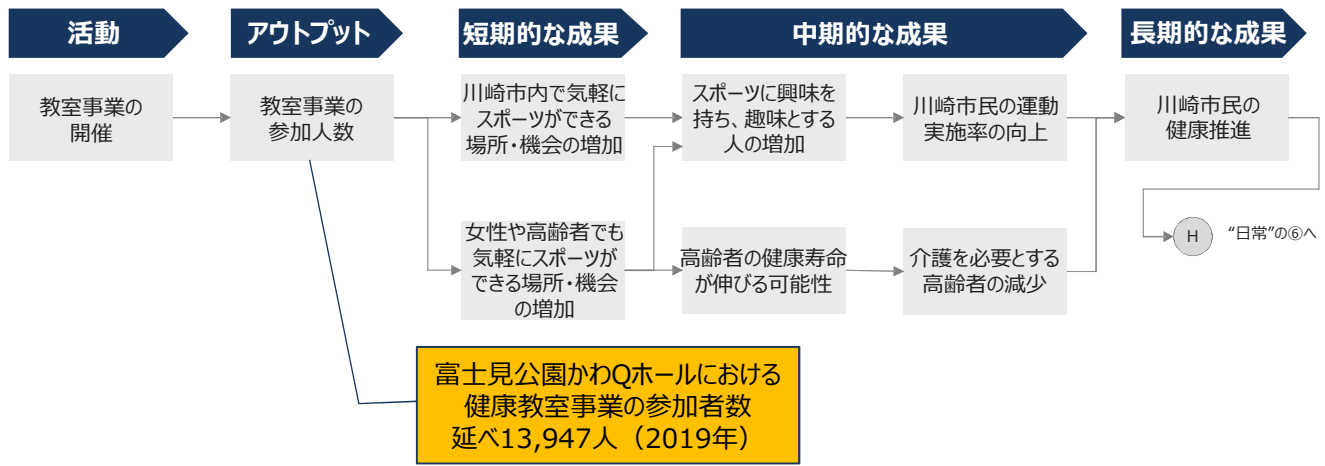 活動
アウトプット
短期的な成果
中期的な成果
長期的な成果
教室事業の
開催
教室事業の
参加人数
川崎市内で気軽に
スポーツができる
場所・機会の増加
スポーツに興味を
持ち、趣味とする
人の増加
川崎市民の運動
実施率の向上
川崎市民の
健康推進
女性や高齢者でも
気軽にスポーツが
できる場所・機会
の増加
高齢者の健康寿命
が伸びる可能性
介護を必要とする
高齢者の減少
H
“日常”の⑥へ
富士見公園かわQホールにおける
健康教室事業の参加者数
延べ13,947人（2019年）